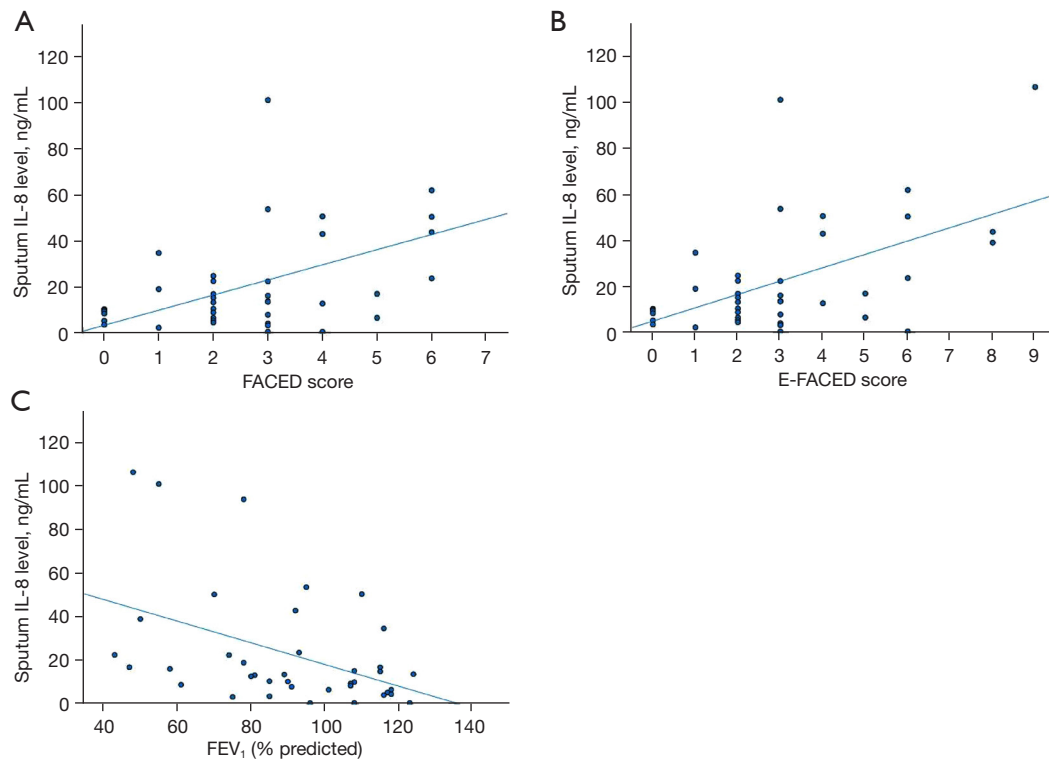 A
Sputum IL-8 level, ng/mL
120
100
80
60
40
20
0
0 1 2 3 4 5 6 7
FACED score
B
Sputum IL-8 level, ng/mL
120
100
80
60
40
20
0
0 1 2 3 4 5 6 7 8 9
E-FACED score
C
Sputum IL-8 level, ng/mL
120
100
80
60
40
20
0
40 60 80 100 120 140
FEV₁ (% predicted)